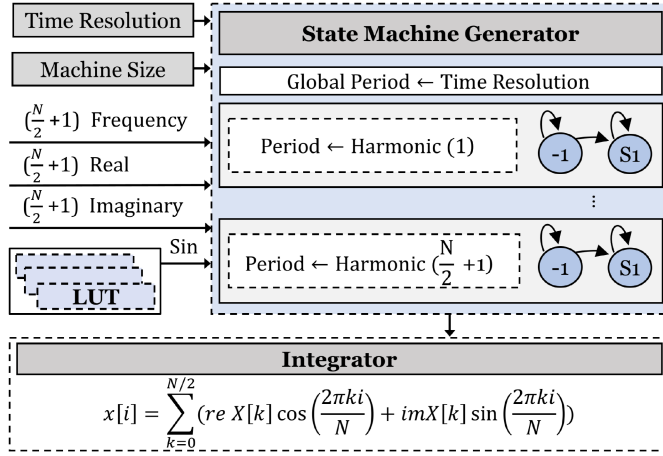 Time Resolution
Machine Size
State Machine Generator
Global Period ← Time Resolution
(N/2 +1) Frequency
(N/2 +1) Real
(N/2 +1) Imaginary
Sin
LUT
Period ← Harmonic (1)
-1
S1
⋮
Period ← Harmonic (N/2 +1)
-1
S1
Integrator
x[i] = ∑_{k=0}^{N/2} (re X[k] cos (2πki/N) + imX[k] sin (2πki/N))